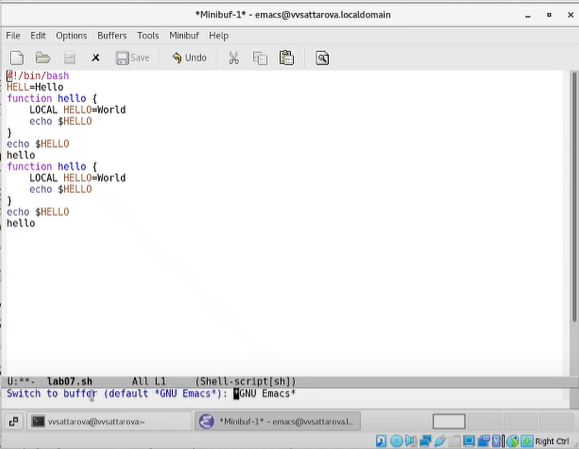 *Minibuf-1* - emacs@vvsattarova.localdomain
File Edit Options Buffers Tools Minibuf Help
Save Undo
#!/bin/bash
HELL=Hello
function hello {
    LOCAL HELLO=World
    echo $HELLO
}
echo $HELLO
hello
function hello {
    LOCAL HELLO=World
    echo $HELLO
}
echo $HELLO
hello
U:**- lab07.sh All L1 (Shell-script[sh])
Switch to buffer (default *GNU Emacs*): *GNU Emacs*
vvsattarova@vvsattarova:~ *Minibuf-1* - emacs@vvsattarova.l...
Right Ctrl